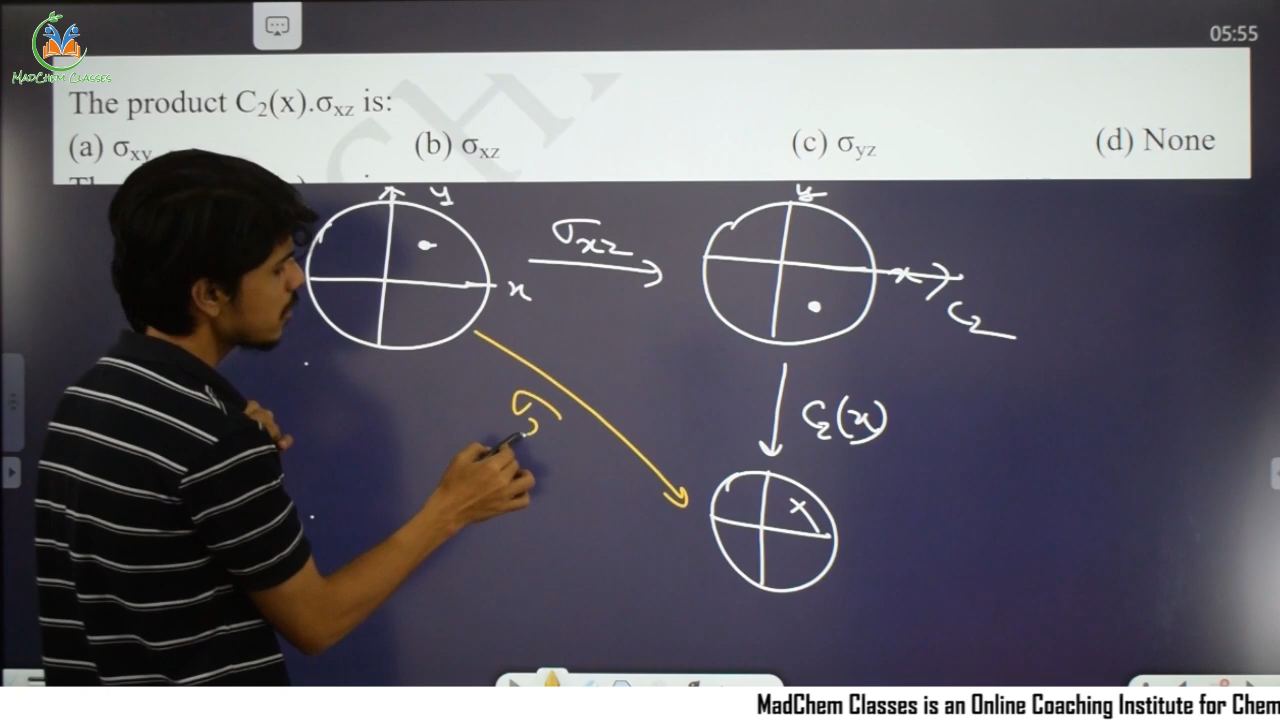 05:55
MADCHEM CLASSES
The product C₂(x).σxz is:
(a) σxy (b) σxz (c) σyz (d) None
y y
σxz
x x
C₂
C₂(x)
σ
x
MadChem Classes is an Online Coaching Institute for Chem